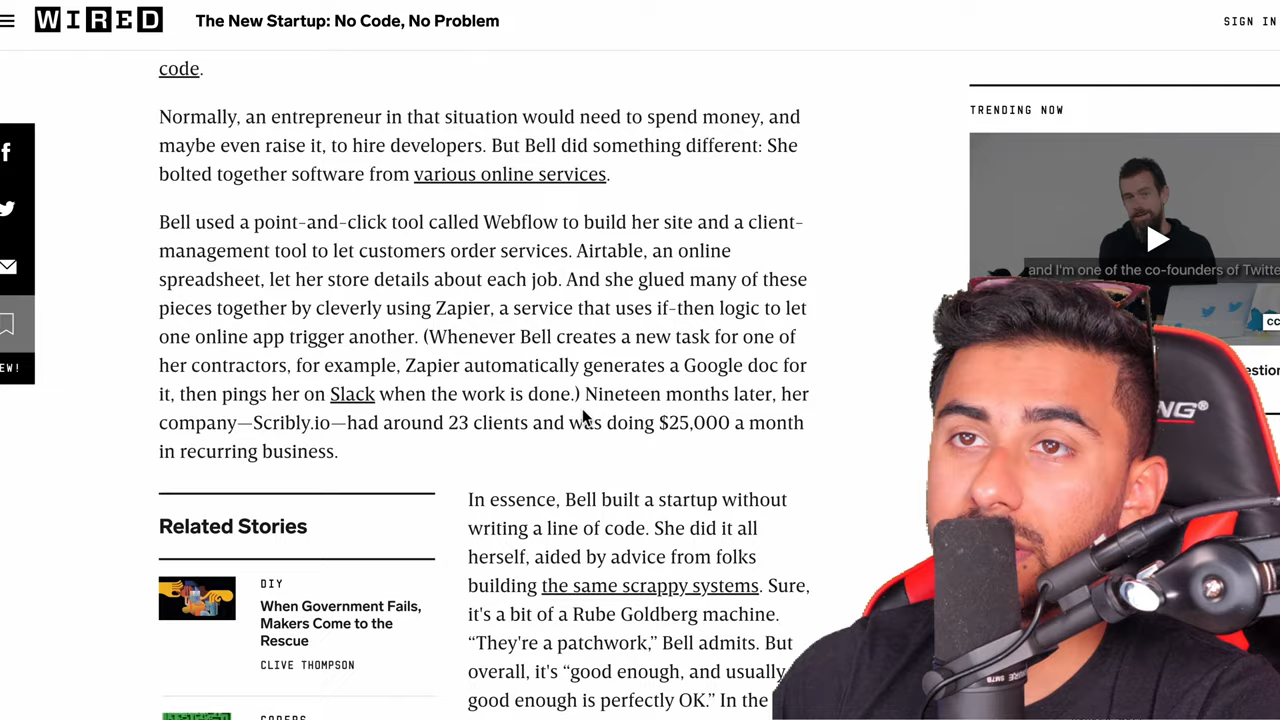 WIRED
The New Startup: No Code, No Problem
SIGN IN
code.
Normally, an entrepreneur in that situation would need to spend money, and
maybe even raise it, to hire developers. But Bell did something different: She
bolted together software from various online services.
Bell used a point-and-click tool called Webflow to build her site and a client-
management tool to let customers order services. Airtable, an online
spreadsheet, let her store details about each job. And she glued many of these
pieces together by cleverly using Zapier, a service that uses if-then logic to let
one online app trigger another. (Whenever Bell creates a new task for one of
her contractors, for example, Zapier automatically generates a Google doc for
it, then pings her on Slack when the work is done.) Nineteen months later, her
company—Scribly.io—had around 23 clients and was doing $25,000 a month
in recurring business.
Related Stories
DIY
When Government Fails,
Makers Come to the
Rescue
CLIVE THOMPSON
In essence, Bell built a startup without
writing a line of code. She did it all
herself, aided by advice from folks
building the same scrappy systems. Sure,
it's a bit of a Rube Goldberg machine.
“They're a patchwork,” Bell admits. But
overall, it's “good enough, and usually
good enough is perfectly OK.” In the
TRENDING NOW
and I'm one of the co-founders of Twitte
SM7B